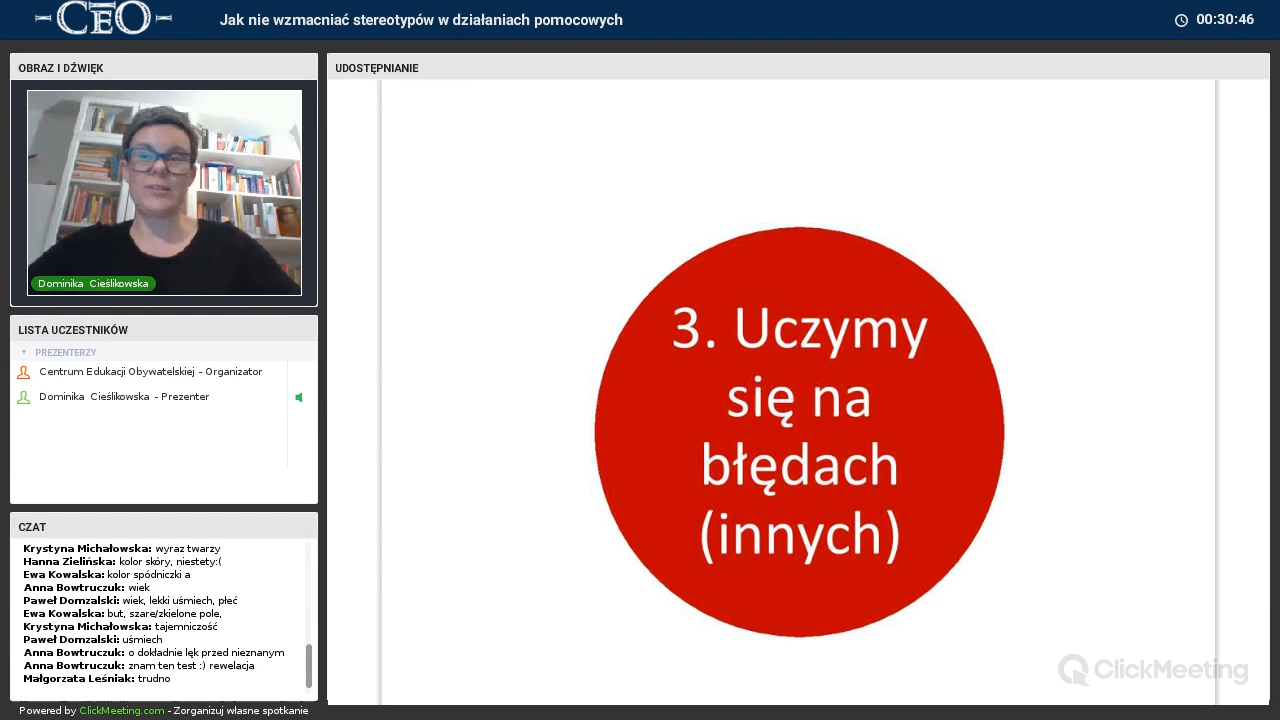 CEO
Jak nie wzmacniać stereotypów w działaniach pomocowych
00:30:46
OBRAZ I DŹWIĘK
Dominika Cieślikowska
LISTA UCZESTNIKÓW
PREZENTERZY
Centrum Edukacji Obywatelskiej - Organizator
Dominika Cieślikowska - Prezenter
CZAT
Krystyna Michałowska: wyraz twarzy
Hanna Zielińska: kolor skóry, niestety:(
Ewa Kowalska: kolor spódniczki a
Anna Bowtruczuk: wiek
Paweł Domzalski: wiek, lekki uśmiech, płeć
Ewa Kowalska: but, szare/zkielone pole,
Krystyna Michałowska: tajemniczość
Paweł Domzalski: uśmiech
Anna Bowtruczuk: o dokładnie lęk przed nieznanym
Anna Bowtruczuk: znam ten test :) rewelacja
Małgorzata Leśniak: trudno
Powered by ClickMeeting.com - Zorganizuj własne spotkanie
UDOSTĘPNIANIE
3. Uczymy
się na
błędach
(innych)
ClickMeeting